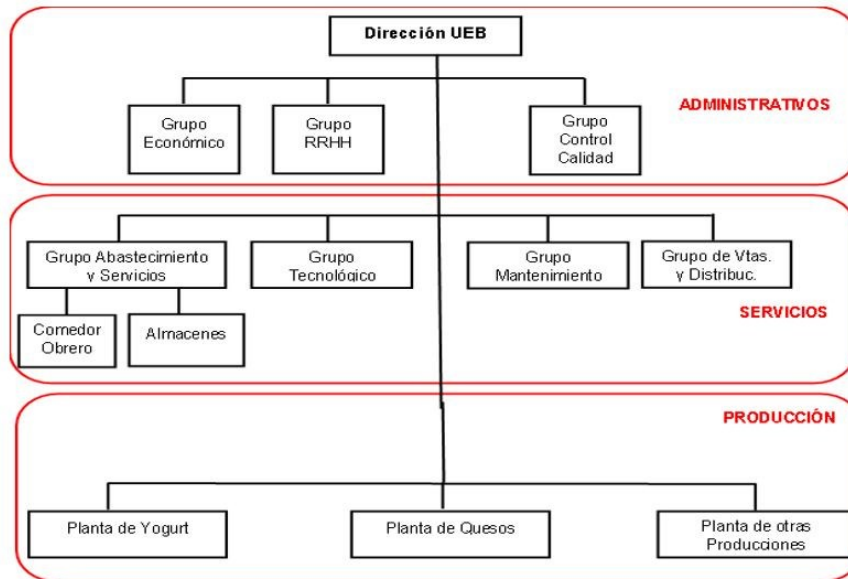 Dirección UEB
ADMINISTRATIVOS
Grupo
Económico
Grupo
RRHH
Grupo
Control
Calidad
Grupo Abastecimiento
y Servicios
Grupo
Tecnológico
Grupo
Mantenimiento
Grupo de Vtas.
y Distribuc.
Comedor
Obrero
Almacenes
SERVICIOS
PRODUCCIÓN
Planta de Yogurt
Planta de Quesos
Planta de otras
Producciones